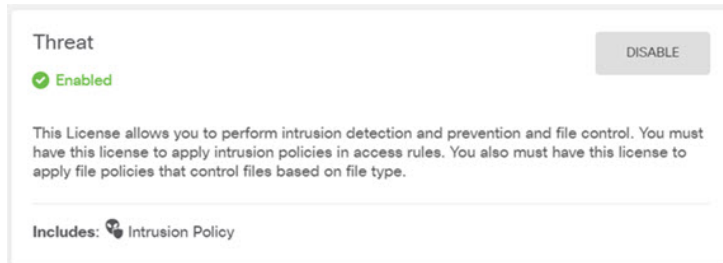 Threat
DISABLE
Enabled
This License allows you to perform intrusion detection and prevention and file control. You must
have this license to apply intrusion policies in access rules. You also must have this license to
apply file policies that control files based on file type.
Includes: Intrusion Policy